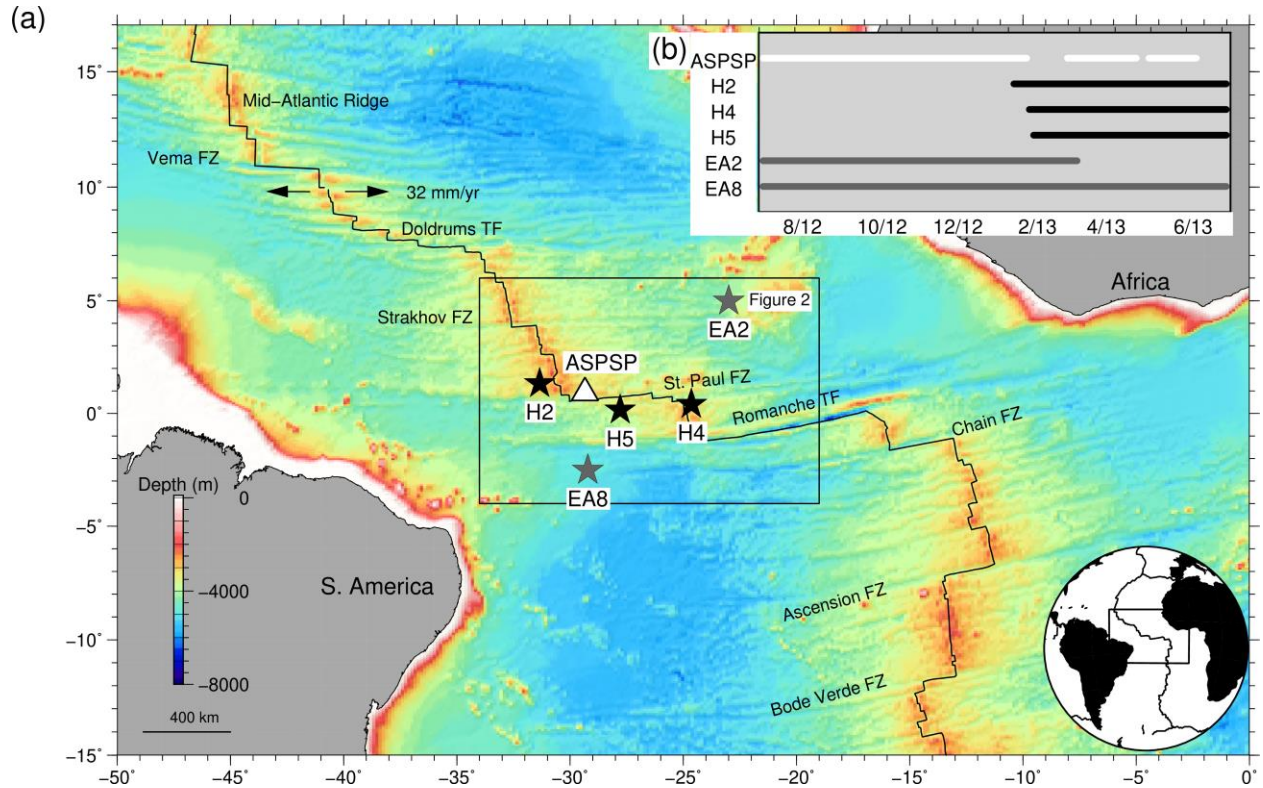 (a)
(b)
ASPSP
H2
H4
H5
EA2
EA8
8/12 10/12 12/12 2/13 4/13 6/13
15˚
10˚
5˚
0˚
−5˚
−10˚
−15˚
Mid−Atlantic Ridge
Vema FZ
32 mm/yr
Doldrums TF
Africa
Strakhov FZ
Figure 2
EA2
ASPSP
St. Paul FZ
H2
H5
H4
Romanche TF
Chain FZ
EA8
Depth (m)
0
−4000
−8000
400 km
S. America
Ascension FZ
Bode Verde FZ
−50˚ −45˚ −40˚ −35˚ −30˚ −25˚ −20˚ −15˚ −10˚ −5˚ 0˚